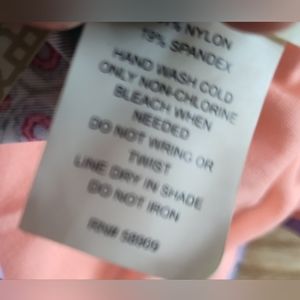 NYLON
SPANDEX
HAND WASH COLD
ONLY NON-CHLORINE
BLEACH WHEN
NEEDED
DO NOT WRING OR
TWIST
LINE DRY IN SHADE
DO NOT IRON
RN#